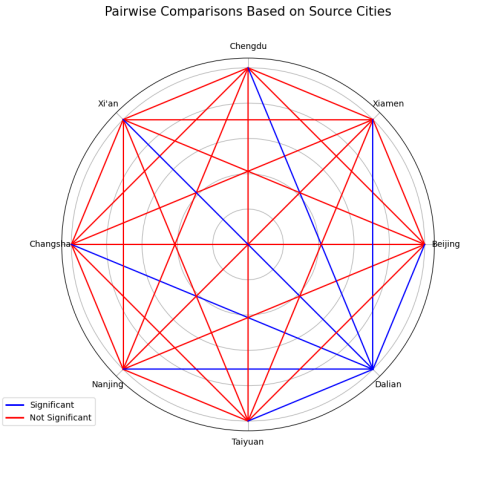 Pairwise Comparisons Based on Source Cities
Chengdu
Xi'an
Xiamen
Changsha
Beijing
Nanjing
Dalian
Taiyuan
Significant
Not Significant